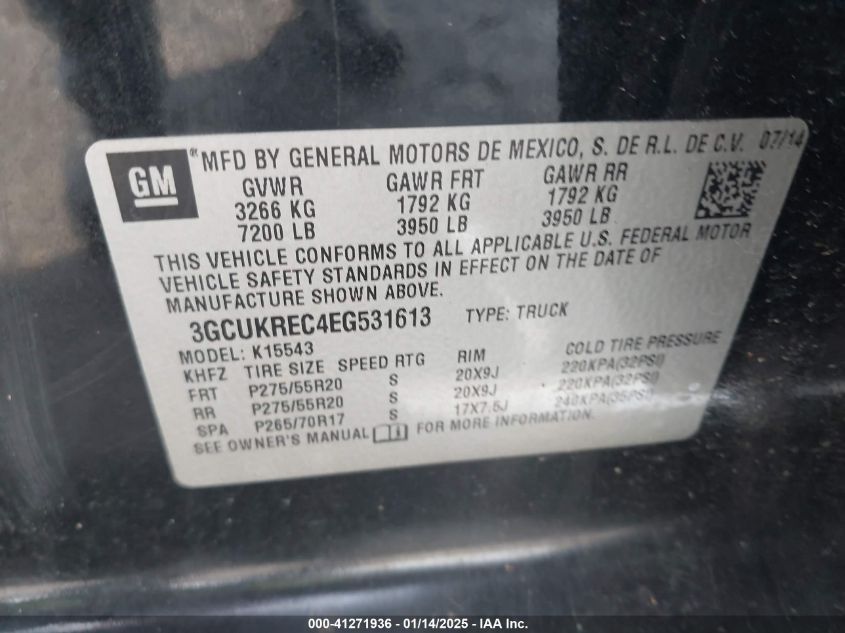 GM ®MFD BY GENERAL MOTORS DE MEXICO, S. DE R.L. DE C.V. 07/14
GVWR GAWR FRT GAWR RR
3266 KG 1792 KG 1792 KG
7200 LB 3950 LB 3950 LB
THIS VEHICLE CONFORMS TO ALL APPLICABLE U.S. FEDERAL MOTOR
VEHICLE SAFETY STANDARDS IN EFFECT ON THE DATE OF
MANUFACTURE SHOWN ABOVE.
3GCUKREC4EG531613 TYPE: TRUCK
MODEL: K15543
KHFZ TIRE SIZE SPEED RTG RIM COLD TIRE PRESSURE
FRT P275/55R20 S 20X9J 220KPA(32PSI)
RR P275/55R20 S 20X9J 220KPA(32PSI)
SPA P265/70R17 S 17X7.5J 240KPA(35PSI)
SEE OWNER'S MANUAL FOR MORE INFORMATION.
000-41271936 - 01/14/2025 - IAA Inc.